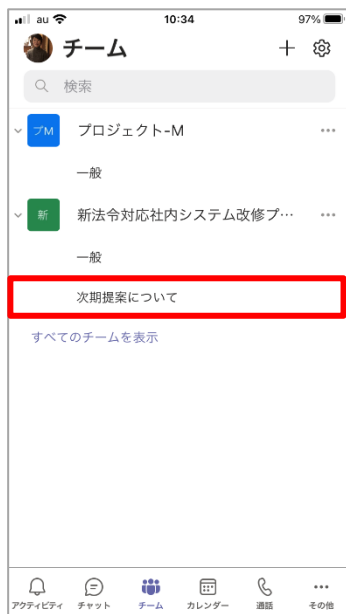 au 10:34 97%
チーム
検索
プM プロジェクト-M
一般
新 新法令対応社内システム改修プ…
一般
次期提案について
すべてのチームを表示
アクティビティ チャット チーム カレンダー 通話 その他